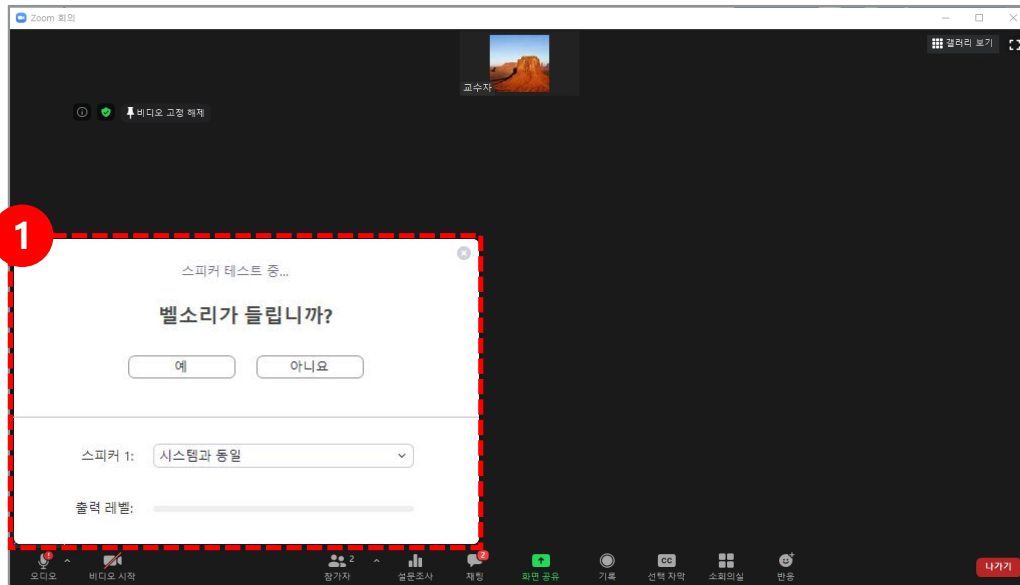 Zoom 회의
갤러리 보기
교수자
비디오 고정 해제
1
스피커 테스트 중...
벨소리가 들립니까?
예 아니요
스피커 1: 시스템과 동일
출력 레벨:
오디오 비디오 시작 참가자 2 설문조사 채팅 2 화면 공유 기록 CC 선택 자막 소회의실 반응 나가기